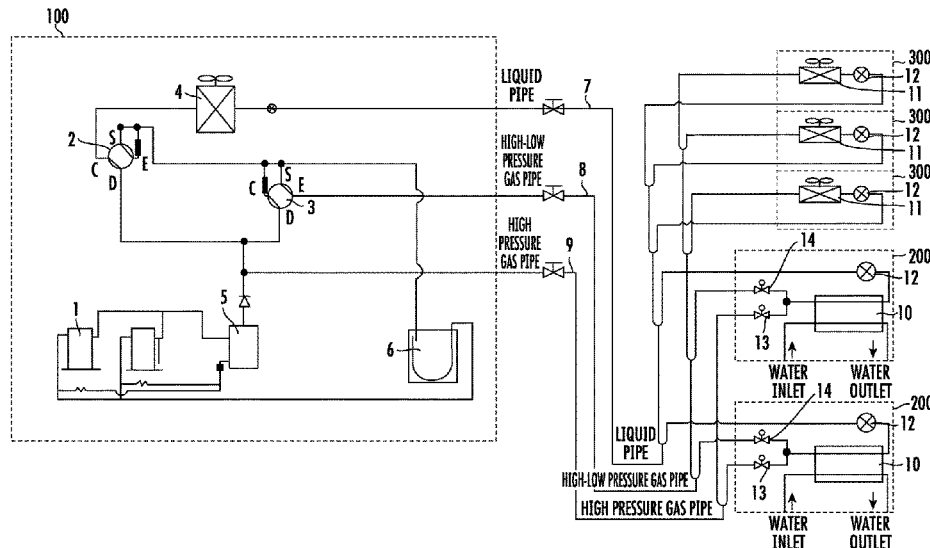 100
4
LIQUID
PIPE
7
2
S
C
E
D
HIGH-LOW
PRESSURE
GAS PIPE
8
C
S
E
D
3
HIGH
PRESSURE
GAS PIPE
9
1
5
6
300
12
11
300
12
11
300
12
11
200
14
12
10
13
WATER
INLET
WATER
OUTLET
200
14
12
10
13
WATER
INLET
WATER
OUTLET
LIQUID
PIPE
HIGH-LOW PRESSURE GAS PIPE
HIGH PRESSURE GAS PIPE